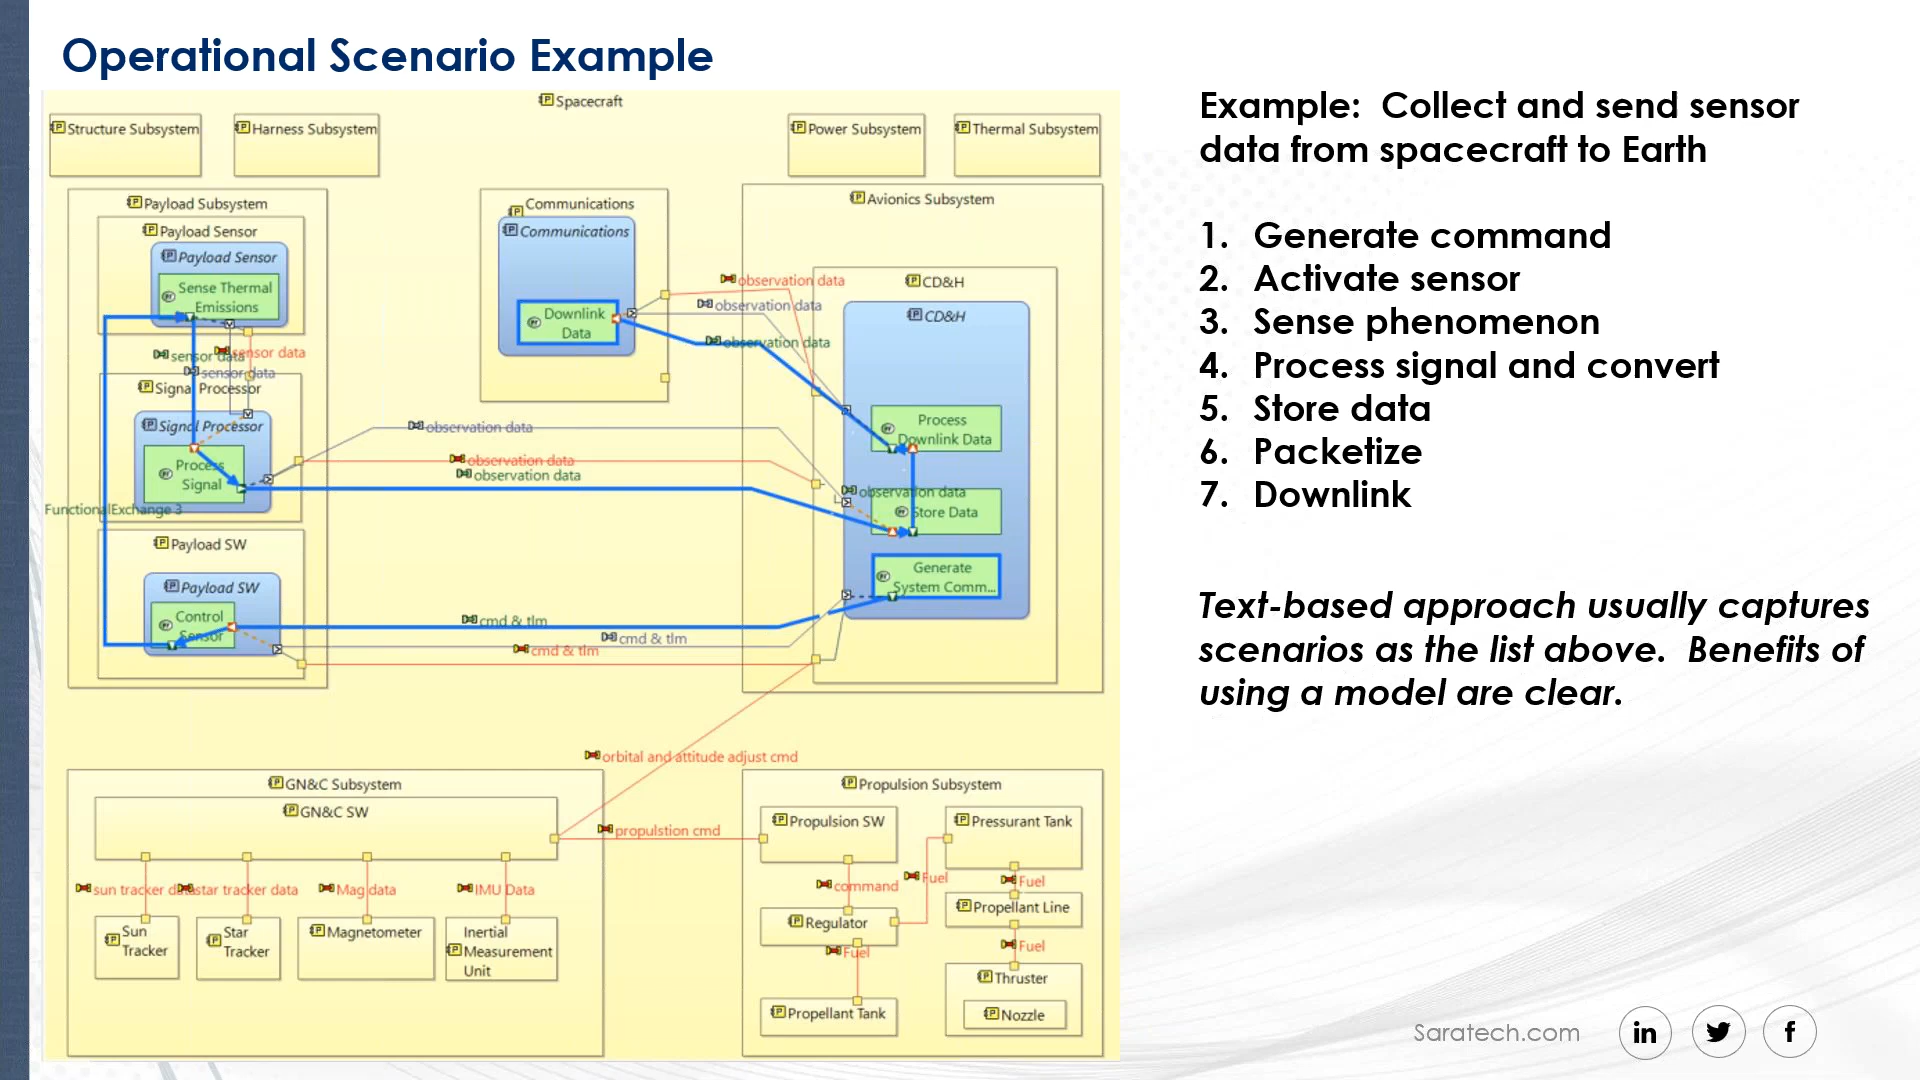 Operational Scenario Example
Spacecraft
Structure Subsystem
Harness Subsystem
Power Subsystem
Thermal Subsystem
Payload Subsystem
Payload Sensor
Payload Sensor
Sense Thermal
Emissions
sensor data
sensor data
sensor data
Signal Processor
Signal Processor
Process
Signal
FunctionalExchange 3
Payload SW
Payload SW
Control
Sensor
Communications
Communications
Downlink
Data
observation data
observation data
observation data
observation data
observation data
observation data
cmd & tlm
cmd & tlm
cmd & tlm
Avionics Subsystem
CD&H
CD&H
Process
Downlink Data
observation data
Store Data
Generate
System Comm...
orbital and attitude adjust cmd
GN&C Subsystem
GN&C SW
propulstion cmd
sun tracker data
star tracker data
Mag data
IMU Data
Sun
Tracker
Star
Tracker
Magnetometer
Inertial
Measurement
Unit
Propulsion Subsystem
Propulsion SW
Pressurant Tank
command
Fuel
Fuel
Propellant Line
Regulator
Fuel
Fuel
Thruster
Propellant Tank
Nozzle
Example: Collect and send sensor
data from spacecraft to Earth
1. Generate command
2. Activate sensor
3. Sense phenomenon
4. Process signal and convert
5. Store data
6. Packetize
7. Downlink
Text-based approach usually captures
scenarios as the list above. Benefits of
using a model are clear.
Saratech.com